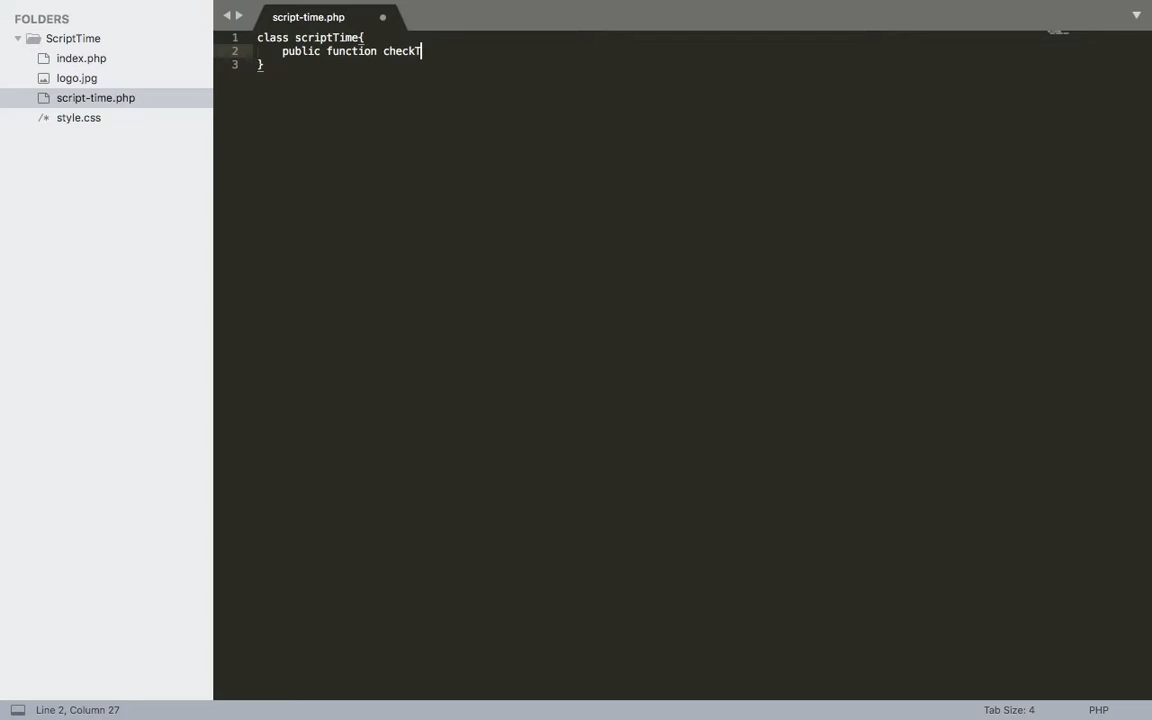 FOLDERS
ScriptTime
index.php
logo.jpg
script-time.php
/* style.css
script-time.php
1 class scriptTime{
2 public function checkT
3 }
Line 2, Column 27
Tab Size: 4
PHP